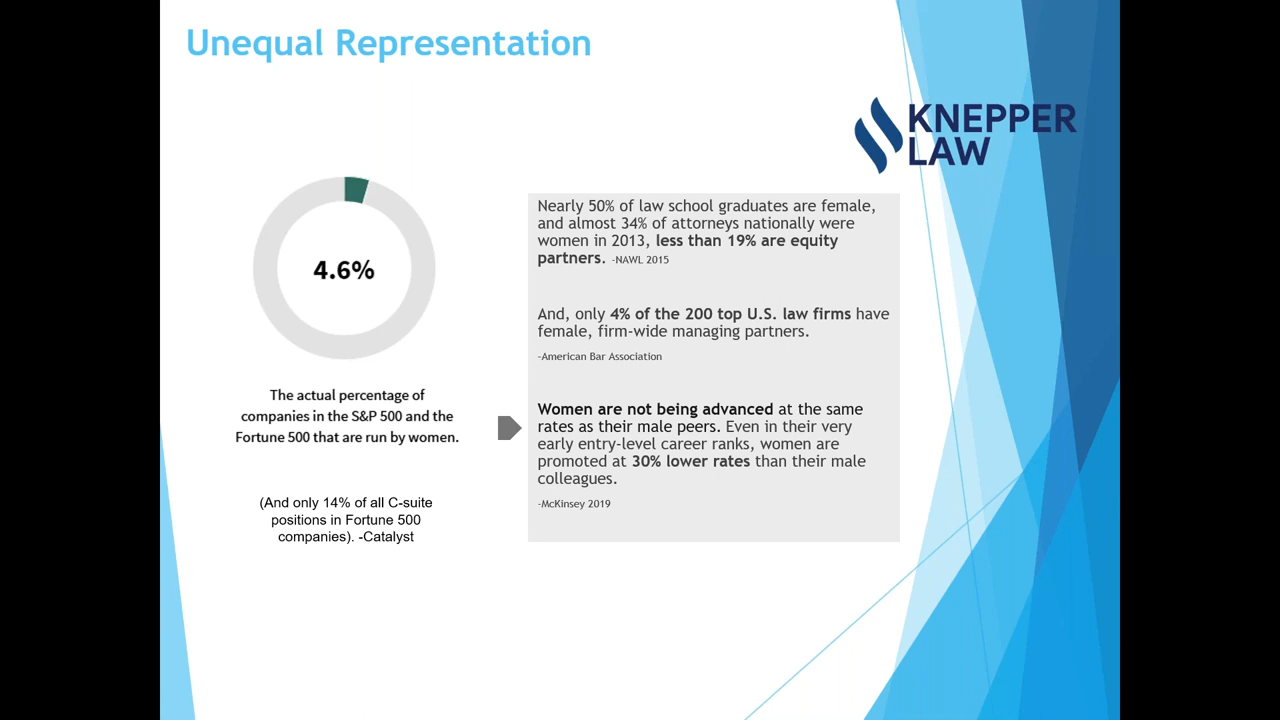 Unequal Representation
KNEPPER
LAW
4.6%
The actual percentage of
companies in the S&P 500 and the
Fortune 500 that are run by women.
(And only 14% of all C-suite
positions in Fortune 500
companies). -Catalyst
Nearly 50% of law school graduates are female,
and almost 34% of attorneys nationally were
women in 2013, less than 19% are equity
partners. -NAWL 2015
And, only 4% of the 200 top U.S. law firms have
female, firm-wide managing partners.
-American Bar Association
Women are not being advanced at the same
rates as their male peers. Even in their very
early entry-level career ranks, women are
promoted at 30% lower rates than their male
colleagues.
-McKinsey 2019